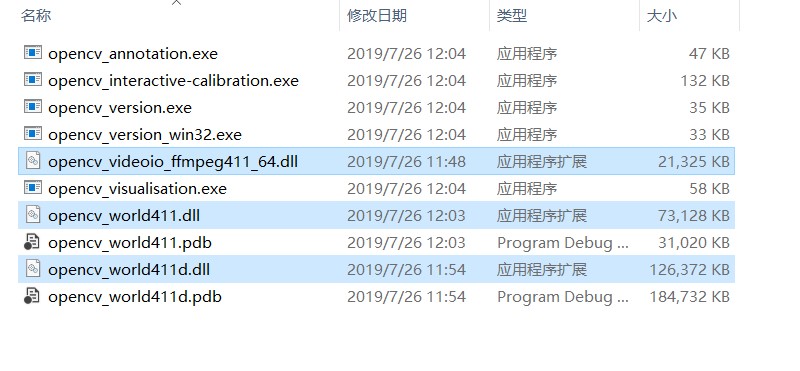 名称 修改日期 类型 大小
opencv_annotation.exe 2019/7/26 12:04 应用程序 47 KB
opencv_interactive-calibration.exe 2019/7/26 12:04 应用程序 132 KB
opencv_version.exe 2019/7/26 12:04 应用程序 35 KB
opencv_version_win32.exe 2019/7/26 12:04 应用程序 33 KB
opencv_videoio_ffmpeg411_64.dll 2019/7/26 11:48 应用程序扩展 21,325 KB
opencv_visualisation.exe 2019/7/26 12:04 应用程序 58 KB
opencv_world411.dll 2019/7/26 12:03 应用程序扩展 73,128 KB
opencv_world411.pdb 2019/7/26 12:03 Program Debug ... 31,020 KB
opencv_world411d.dll 2019/7/26 11:54 应用程序扩展 126,372 KB
opencv_world411d.pdb 2019/7/26 11:54 Program Debug ... 184,732 KB